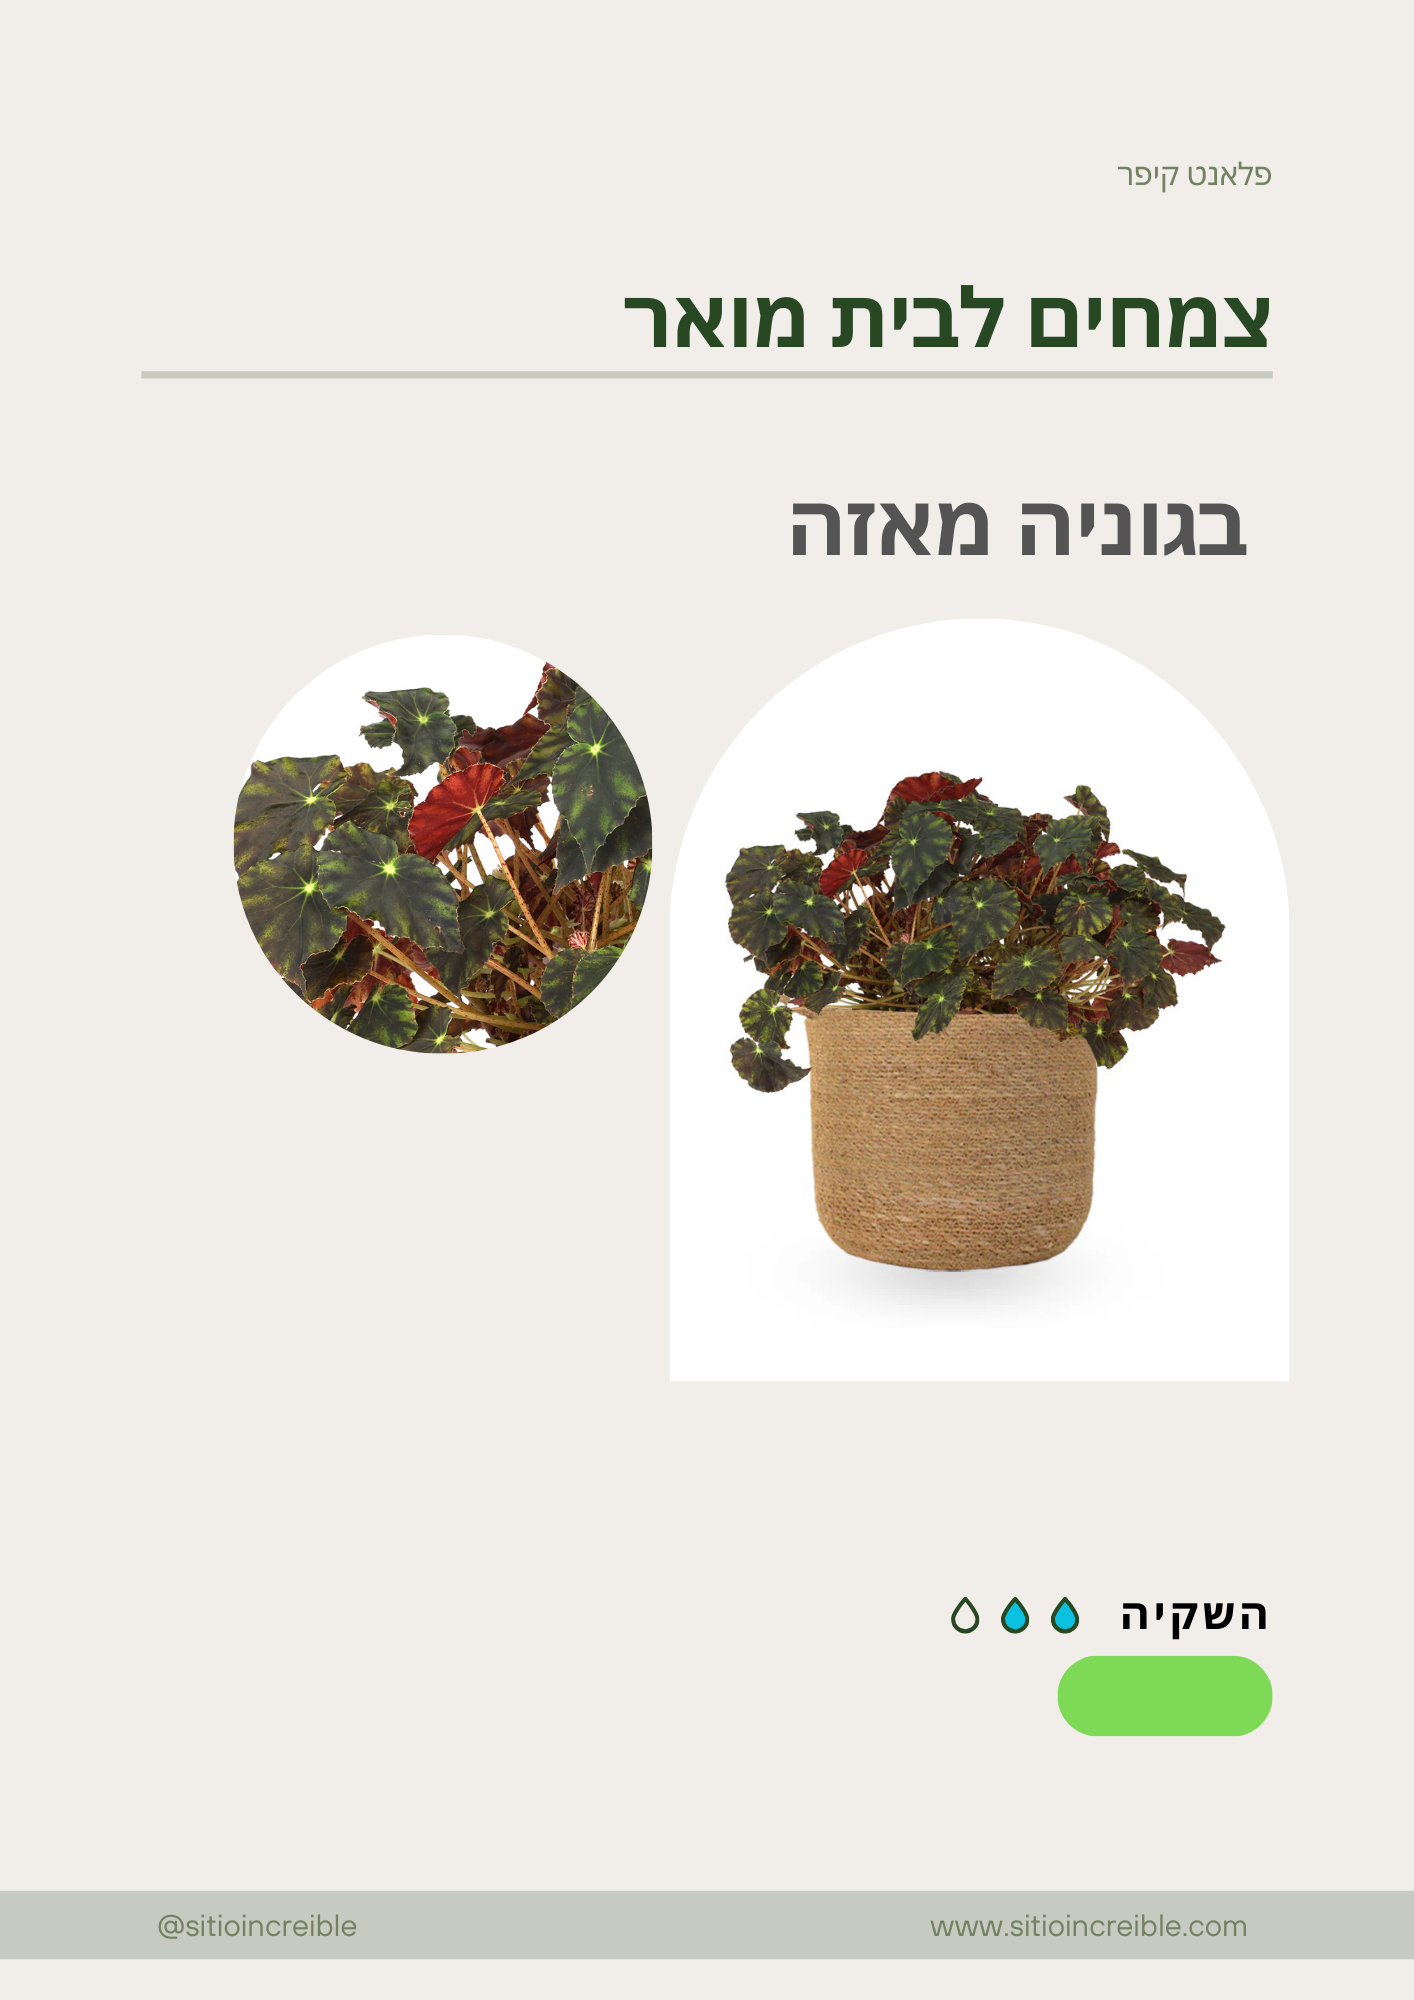 פלאנט קיפר
צמחים לבית מואר
בגוניה מאזה
השקיה
@sitioincreible
www.sitioincreible.com